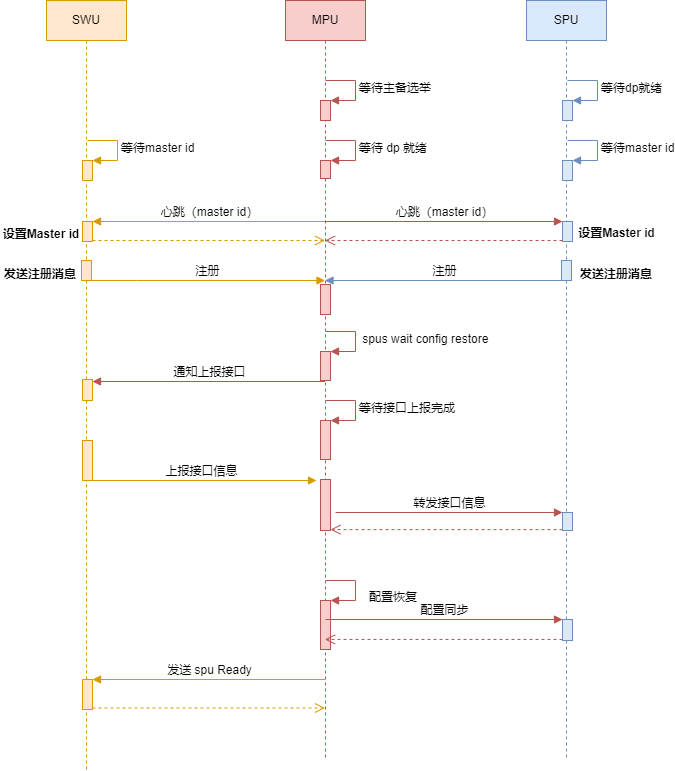 SWU
MPU
SPU
等待主备选举
等待dp就绪
等待master id
等待 dp 就绪
等待master id
心跳（master id）
心跳（master id）
设置Master id
设置Master id
发送注册消息
注册
注册
发送注册消息
spus wait config restore
通知上报接口
等待接口上报完成
上报接口信息
转发接口信息
配置恢复
配置同步
发送 spu Ready